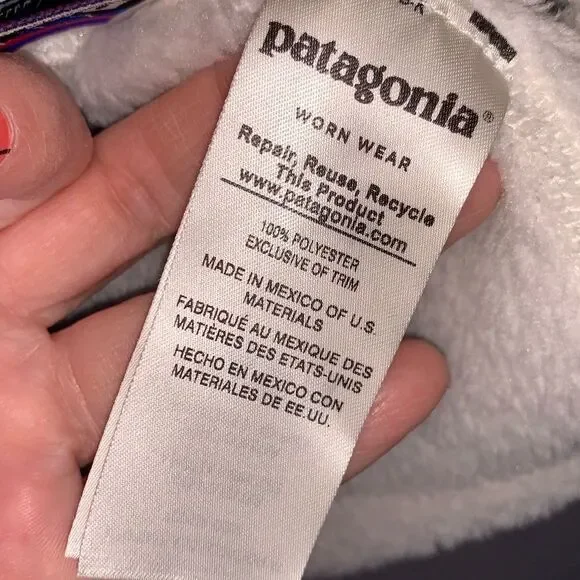 patagonia®
WORN WEAR
Repair, Reuse, Recycle
This Product
www.patagonia.com
100% POLYESTER
EXCLUSIVE OF TRIM
MADE IN MEXICO OF U.S.
MATERIALS
FABRIQUÉ AU MEXIQUE DES
MATIÈRES DES ETATS-UNIS
HECHO EN MEXICO CON
MATERIALES DE EE.UU.